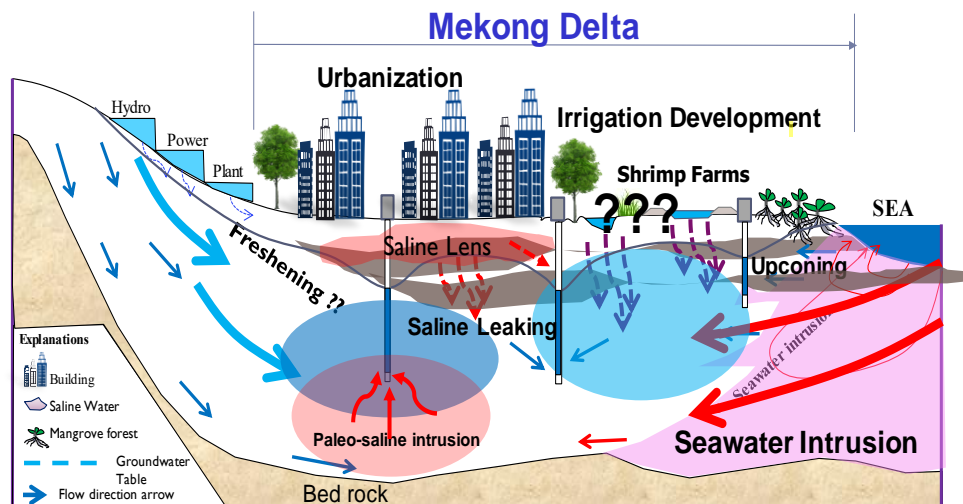 Mekong Delta
Urbanization
Hydro
Power
Plant
Irrigation Development
Shrimp Farms
???
SEA
Saline Lens
Freshening ??
Upconing
Saline Leaking
Seawater intrusion
Paleo-saline intrusion
Seawater Intrusion
Bed rock
Explanations
Building
Saline Water
Mangrove forest
Groundwater
Table
Flow direction arrow